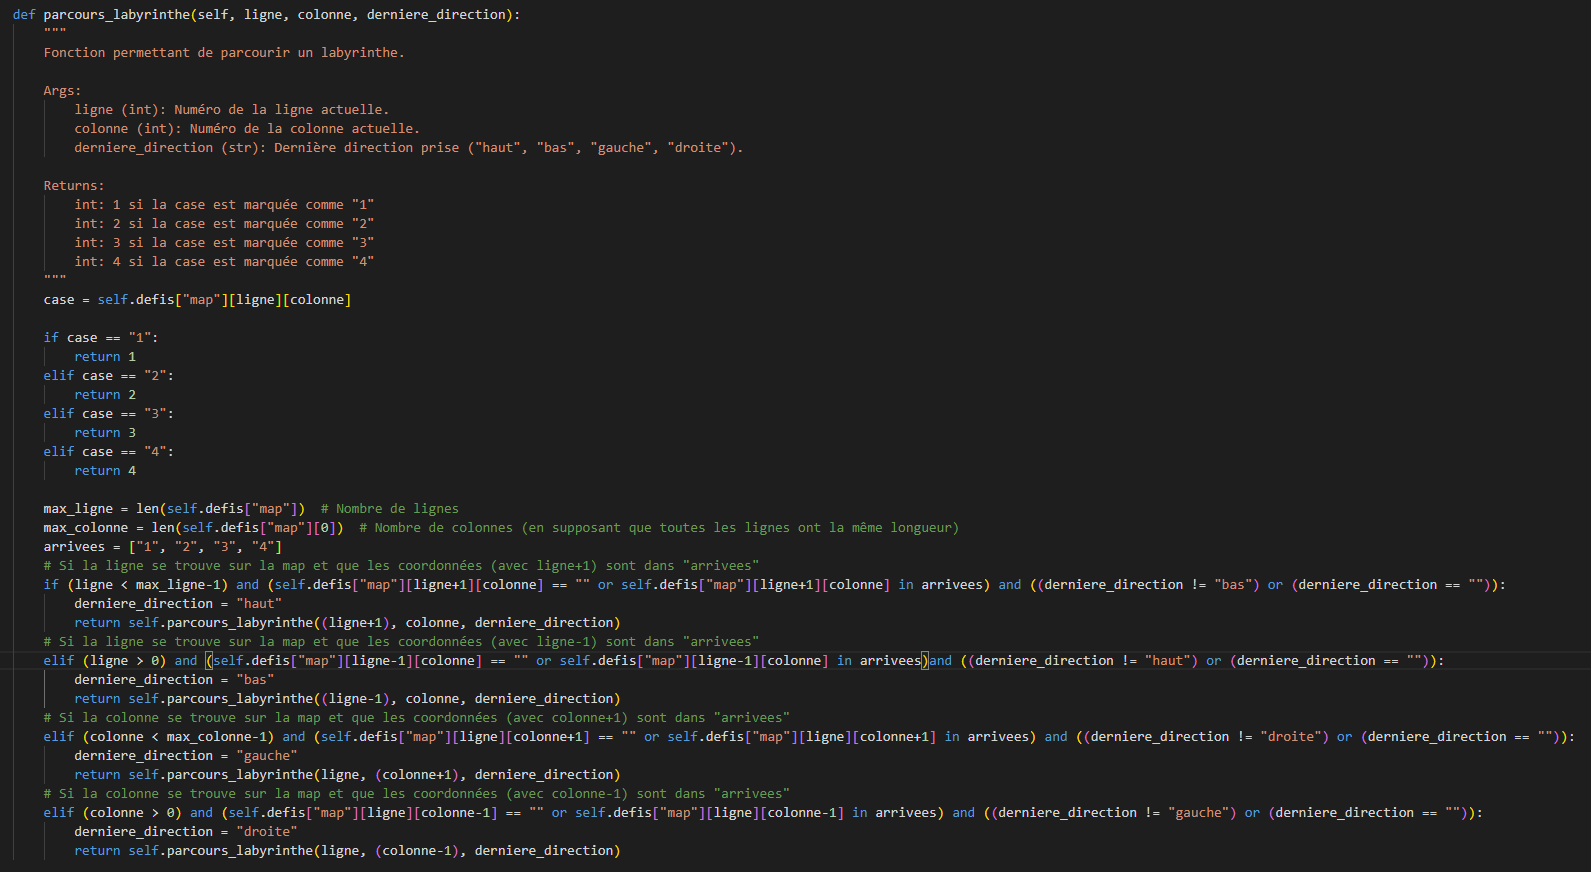 def parcours_labyrinthe(self, ligne, colonne, derniere_direction):
    """
    Fonction permettant de parcourir un labyrinthe.

    Args:
        ligne (int): Numéro de la ligne actuelle.
        colonne (int): Numéro de la colonne actuelle.
        derniere_direction (str): Dernière direction prise ("haut", "bas", "gauche", "droite").

    Returns:
        int: 1 si la case est marquée comme "1"
        int: 2 si la case est marquée comme "2"
        int: 3 si la case est marquée comme "3"
        int: 4 si la case est marquée comme "4"
    """
    case = self.defis["map"][ligne][colonne]

    if case == "1":
        return 1
    elif case == "2":
        return 2
    elif case == "3":
        return 3
    elif case == "4":
        return 4

    max_ligne = len(self.defis["map"])  # Nombre de lignes
    max_colonne = len(self.defis["map"][0])  # Nombre de colonnes (en supposant que toutes les lignes ont la même longueur)
    arrivees = ["1", "2", "3", "4"]
    # Si la ligne se trouve sur la map et que les coordonnées (avec ligne+1) sont dans "arrivees"
    if (ligne < max_ligne-1) and (self.defis["map"][ligne+1][colonne] == "" or self.defis["map"][ligne+1][colonne] in arrivees) and ((derniere_direction != "bas") or (derniere_direction == "")):
        derniere_direction = "haut"
        return self.parcours_labyrinthe((ligne+1), colonne, derniere_direction)
    # Si la ligne se trouve sur la map et que les coordonnées (avec ligne-1) sont dans "arrivees"
    elif (ligne > 0) and (self.defis["map"][ligne-1][colonne] == "" or self.defis["map"][ligne-1][colonne] in arrivees)and ((derniere_direction != "haut") or (derniere_direction == "")):
        derniere_direction = "bas"
        return self.parcours_labyrinthe((ligne-1), colonne, derniere_direction)
    # Si la colonne se trouve sur la map et que les coordonnées (avec colonne+1) sont dans "arrivees"
    elif (colonne < max_colonne-1) and (self.defis["map"][ligne][colonne+1] == "" or self.defis["map"][ligne][colonne+1] in arrivees) and ((derniere_direction != "droite") or (derniere_direction == "")):
        derniere_direction = "gauche"
        return self.parcours_labyrinthe(ligne, (colonne+1), derniere_direction)
    # Si la colonne se trouve sur la map et que les coordonnées (avec colonne-1) sont dans "arrivees"
    elif (colonne > 0) and (self.defis["map"][ligne][colonne-1] == "" or self.defis["map"][ligne][colonne-1] in arrivees) and ((derniere_direction != "gauche") or (derniere_direction == "")):
        derniere_direction = "droite"
        return self.parcours_labyrinthe(ligne, (colonne-1), derniere_direction)